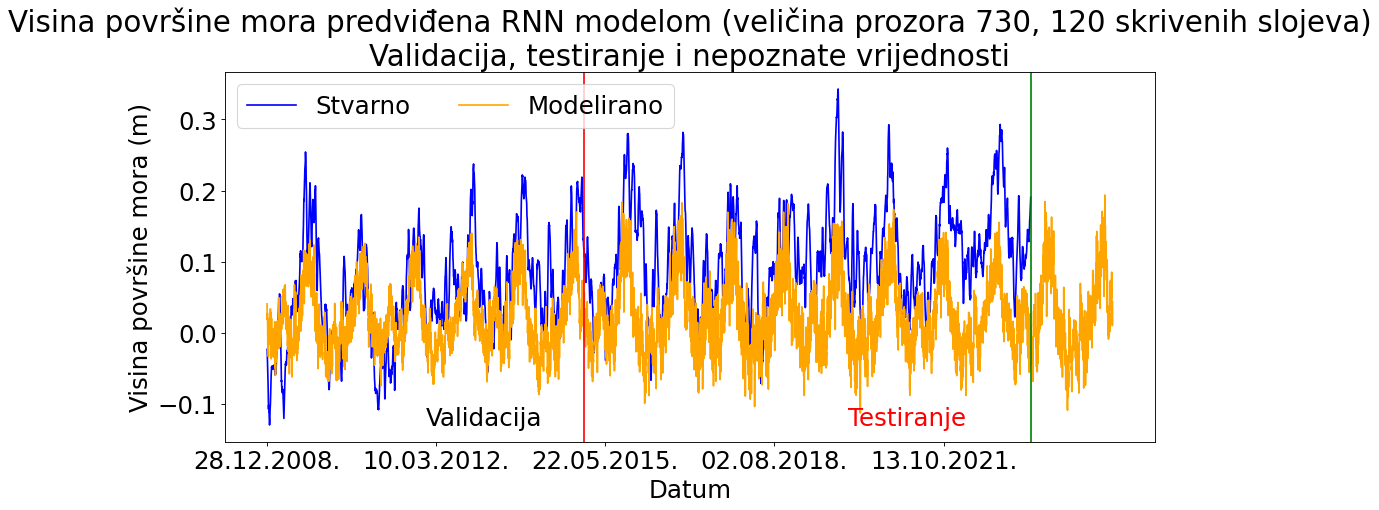 Visina površine mora predviđena RNN modelom (veličina prozora 730, 120 skrivenih slojeva)
Validacija, testiranje i nepoznate vrijednosti
Stvarno
Modelirano
Visina površine mora (m)
0.3
0.2
0.1
0.0
−0.1
Validacija
Testiranje
28.12.2008.
10.03.2012.
22.05.2015.
02.08.2018.
13.10.2021.
Datum